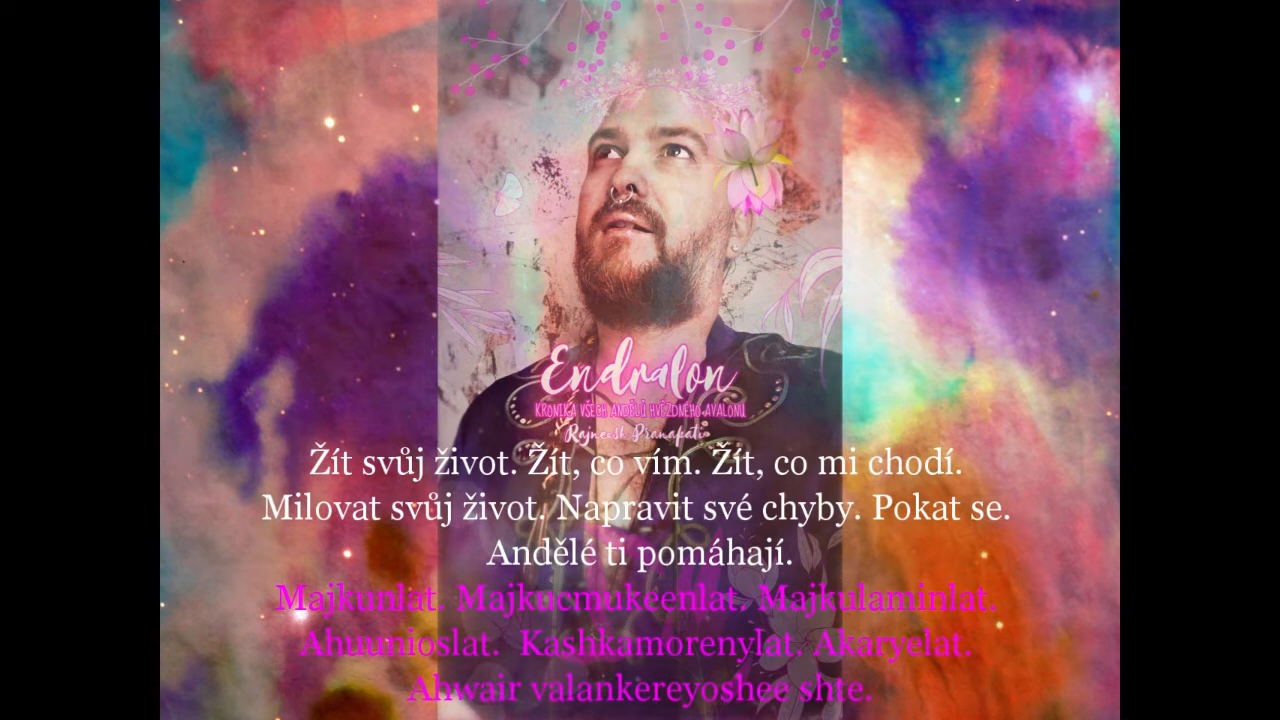 Endralon
KRONIKA VŠECH ANDĚLŮ HVĚZDNÉHO AVALONU
Rajneesh Pranapati
Žít svůj život. Žít, co vím. Žít, co mi chodí.
Milovat svůj život. Napravit své chyby. Pokat se.
Andělé ti pomáhají.
Majkunlat. Majkucmukeenlat. Majkulaminlat.
Ahuunioslat. Kashkamorenylat. Akaryelat.
Ahwair valankereyoshee shte.